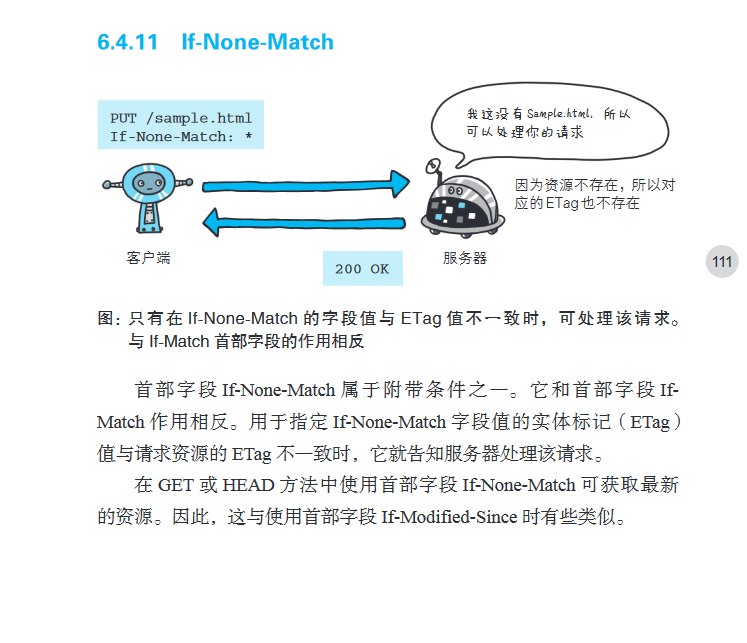 6.4.11 If-None-Match
PUT /sample.html
If-None-Match: *
我这没有Sample.html，所以
可以处理你的请求
因为资源不存在，所以对
应的ETag也不存在
客户端
200 OK
服务器
111
图：只有在 If-None-Match 的字段值与 ETag 值不一致时，可处理该请求。
与 If-Match 首部字段的作用相反
首部字段 If-None-Match 属于附带条件之一。它和首部字段 If-
Match 作用相反。用于指定 If-None-Match 字段值的实体标记（ETag）
值与请求资源的 ETag 不一致时，它就告知服务器处理该请求。
在 GET 或 HEAD 方法中使用首部字段 If-None-Match 可获取最新
的资源。因此，这与使用首部字段 If-Modified-Since 时有些类似。